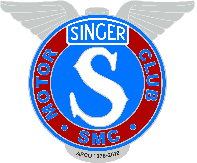 SINGER
S
MOTOR CLUB
• SMC •